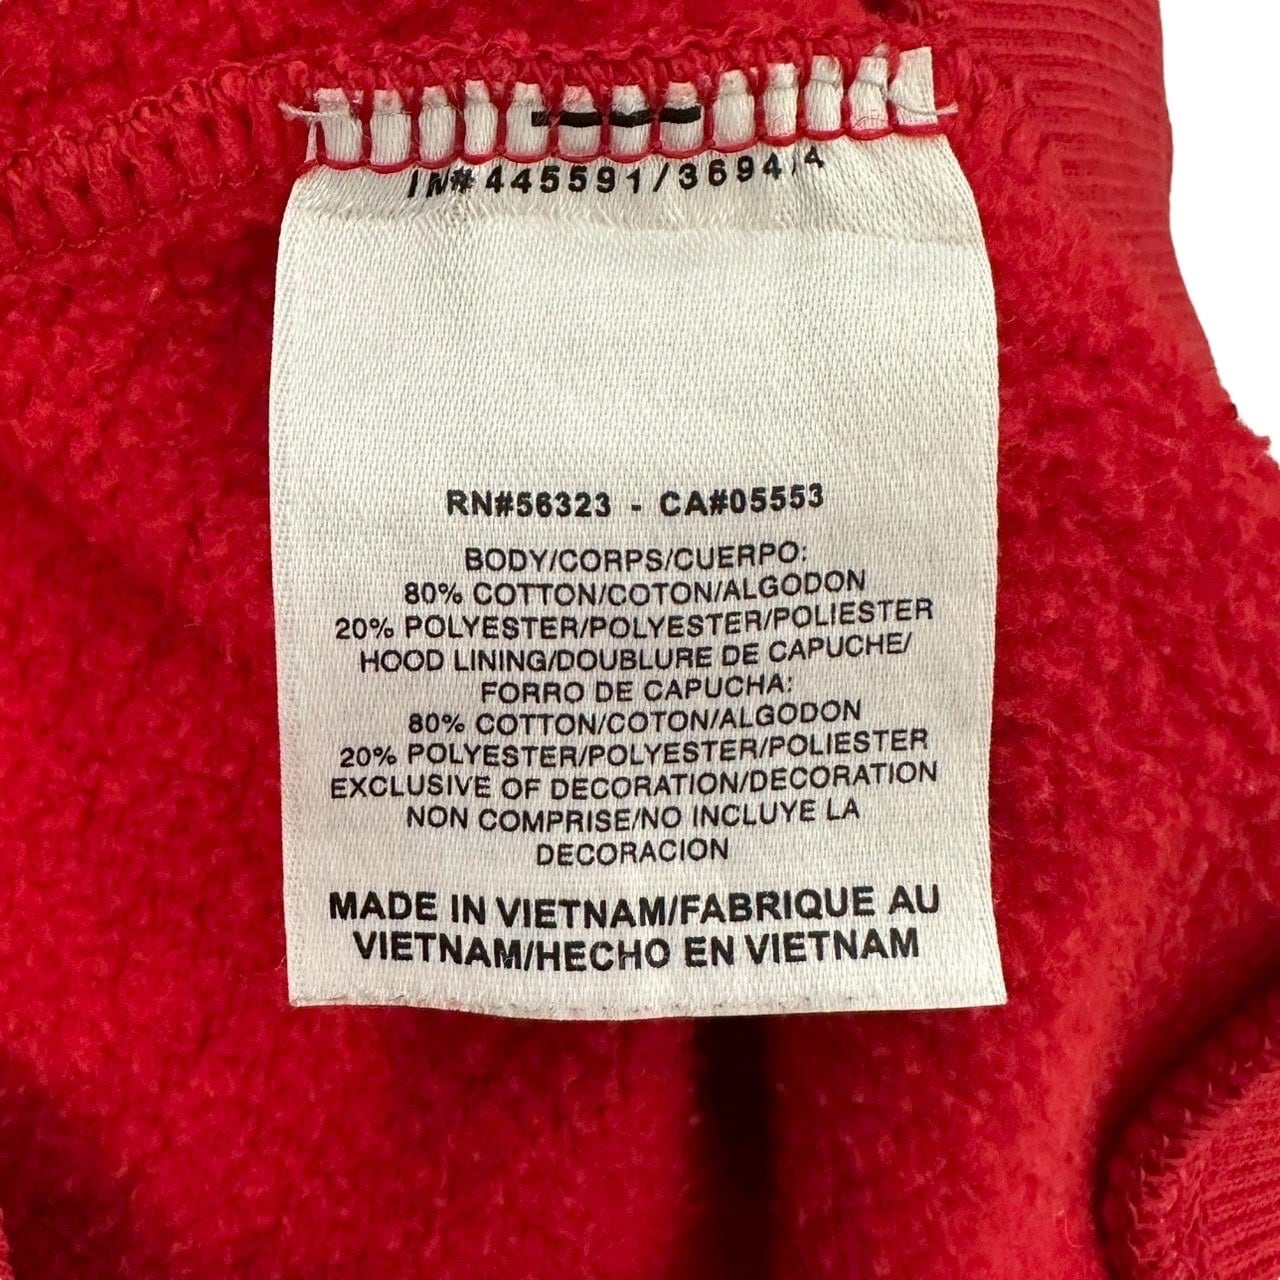 IN# 445591/3694/4
RN#56323 - CA#05553
BODY/CORPS/CUERPO:
80% COTTON/COTON/ALGODON
20% POLYESTER/POLYESTER/POLIESTER
HOOD LINING/DOUBLURE DE CAPUCHE/
FORRO DE CAPUCHA:
80% COTTON/COTON/ALGODON
20% POLYESTER/POLYESTER/POLIESTER
EXCLUSIVE OF DECORATION/DECORATION
NON COMPRISE/NO INCLUYE LA
DECORACION
MADE IN VIETNAM/FABRIQUE AU
VIETNAM/HECHO EN VIETNAM